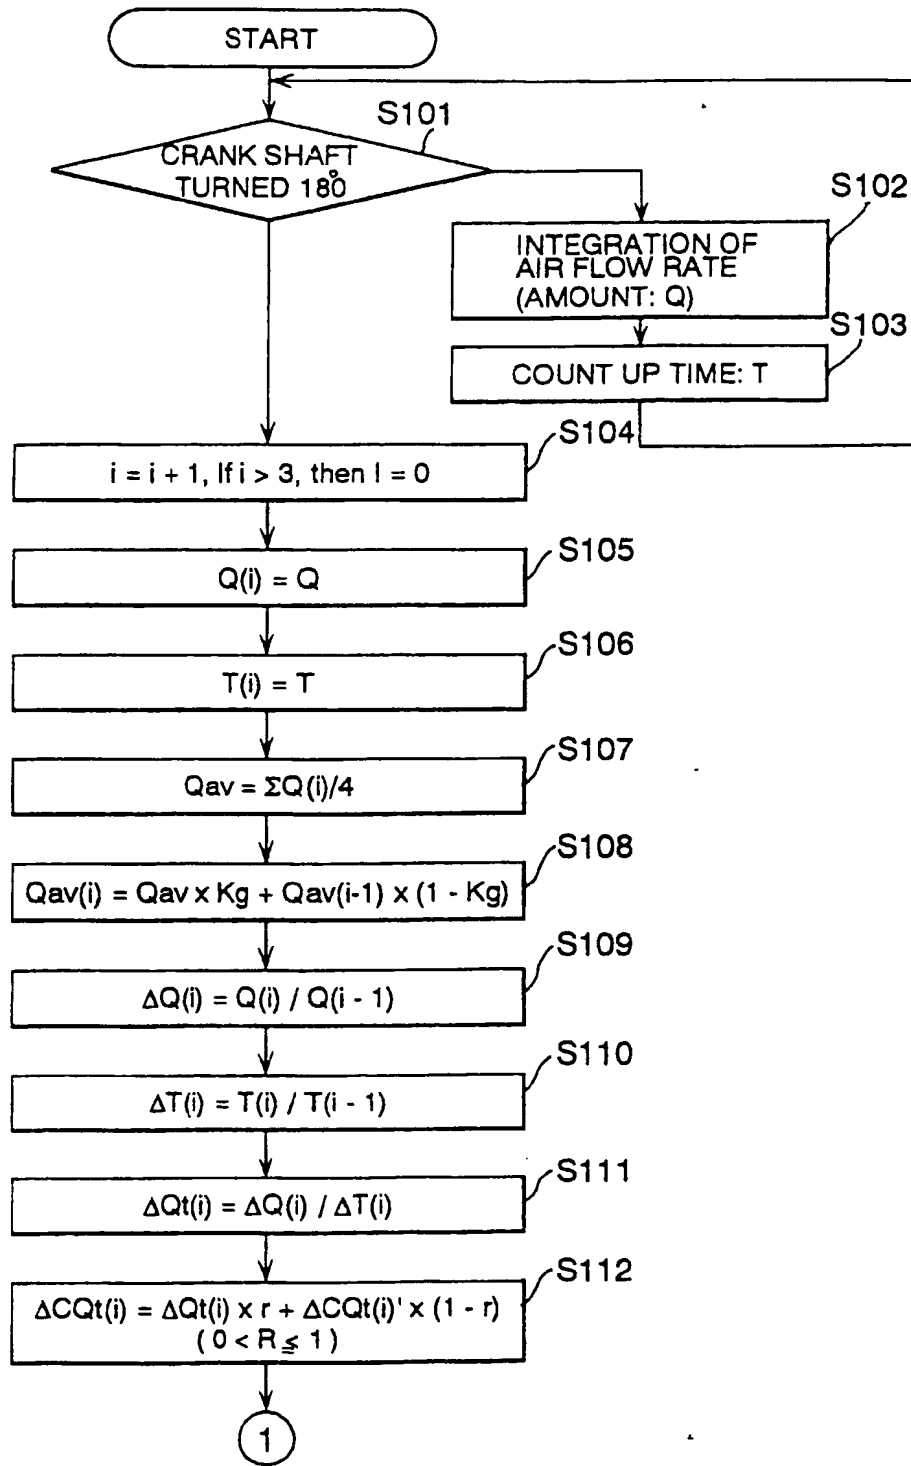 START
S101
CRANK SHAFT
TURNED 180°
S102
INTEGRATION OF
AIR FLOW RATE
(AMOUNT: Q)
S103
COUNT UP TIME: T
S104
i = i + 1, If i > 3, then I = 0
S105
Q(i) = Q
S106
T(i) = T
S107
Qav = ΣQ(i)/4
S108
Qav(i) = Qav x Kg + Qav(i-1) x (1 - Kg)
S109
ΔQ(i) = Q(i) / Q(i - 1)
S110
ΔT(i) = T(i) / T(i - 1)
S111
ΔQt(i) = ΔQ(i) / ΔT(i)
S112
ΔCQt(i) = ΔQt(i) x r + ΔCQt(i)' x (1 - r)
( 0 < R ≦ 1 )
1